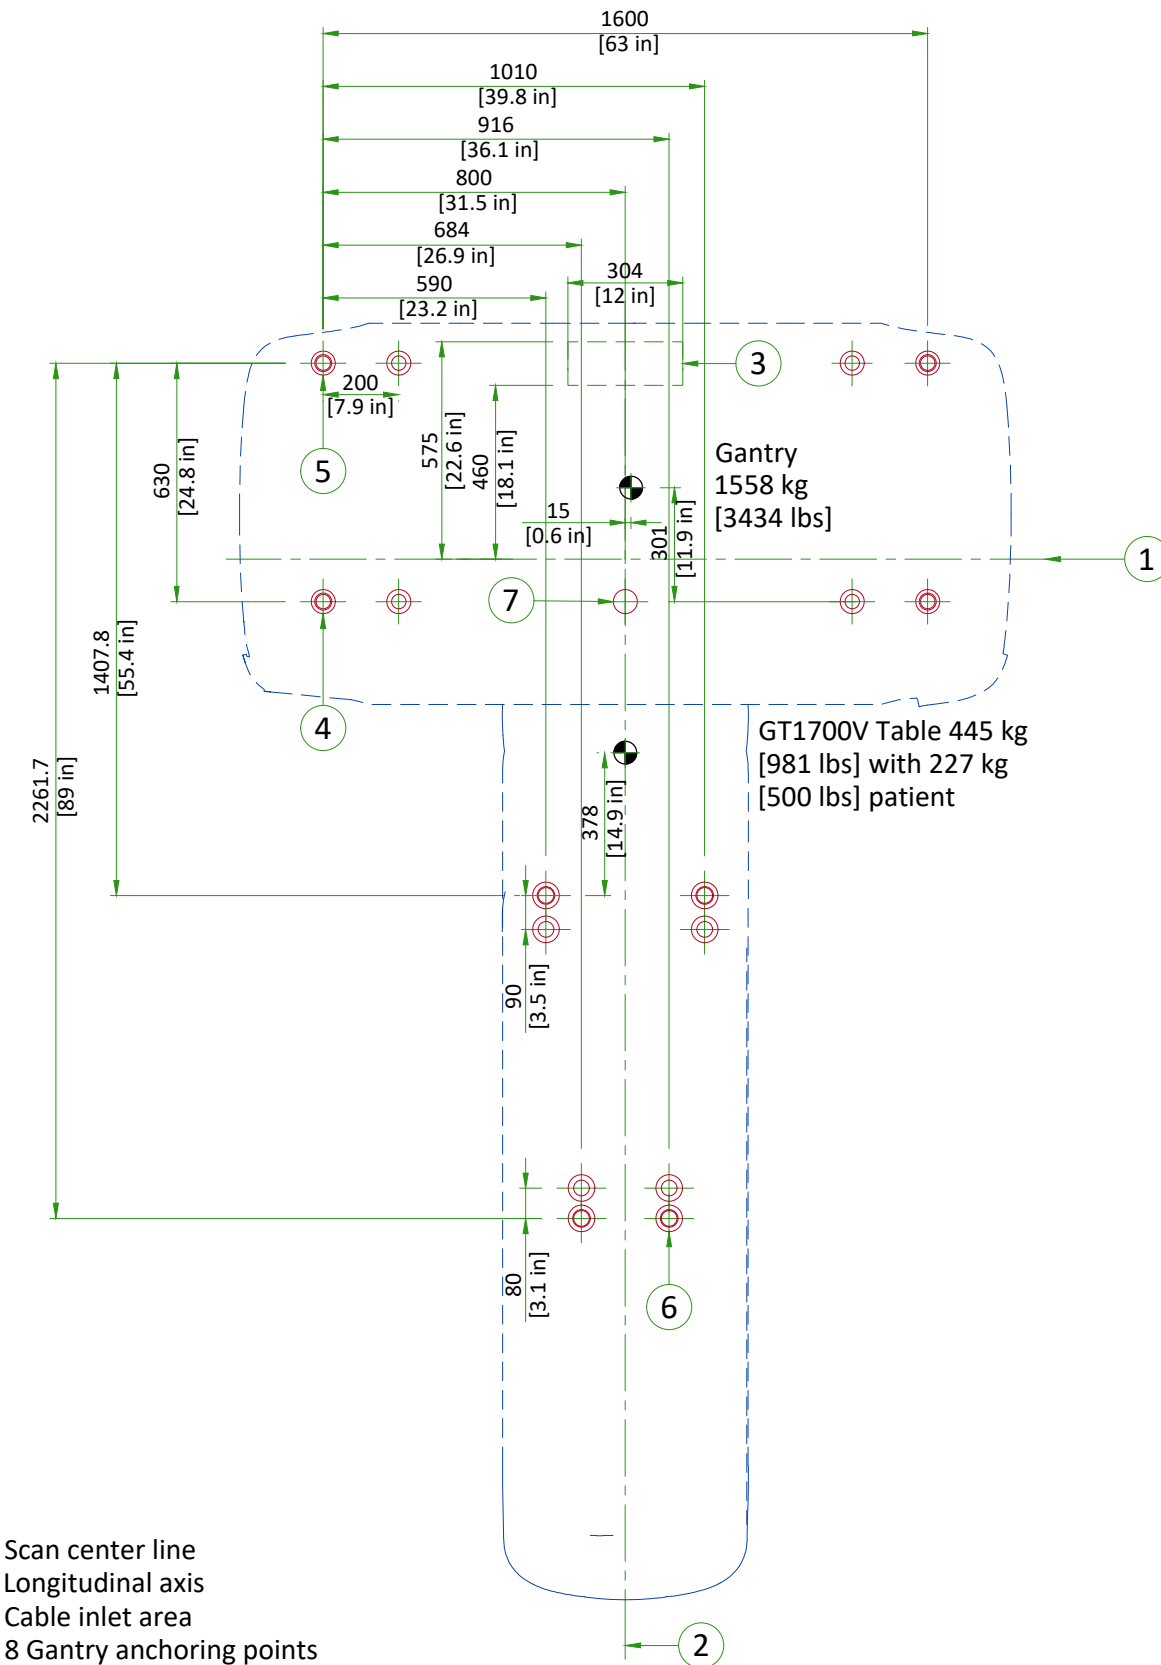 1600
[63 in]
1010
[39.8 in]
916
[36.1 in]
800
[31.5 in]
684
[26.9 in]
590
[23.2 in]
304
[12 in]
3
200
[7.9 in]
5
630
[24.8 in]
575
[22.6 in]
460
[18.1 in]
Gantry
1558 kg
[3434 lbs]
15
[0.6 in]
301
[11.9 in]
1
7
4
1407.8
[55.4 in]
2261.7
[89 in]
GT1700V Table 445 kg
[981 lbs] with 227 kg
[500 lbs] patient
378
[14.9 in]
90
[3.5 in]
80
[3.1 in]
6
Scan center line
Longitudinal axis
Cable inlet area
8 Gantry anchoring points
2